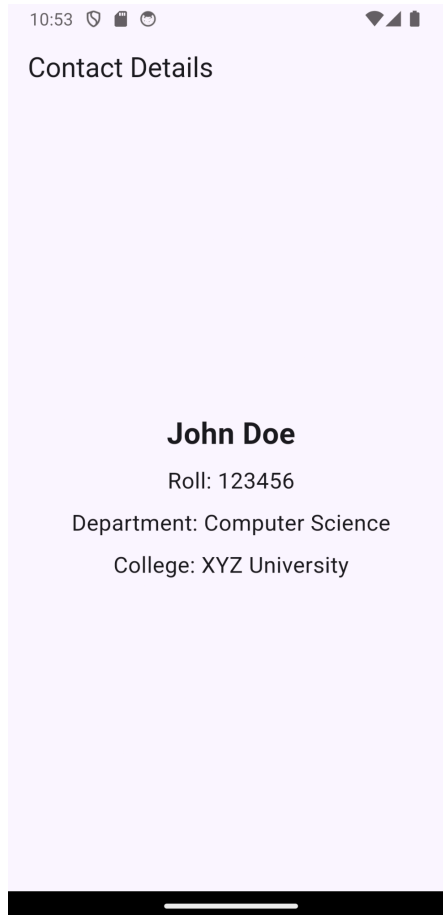 10:53
Contact Details
John Doe
Roll: 123456
Department: Computer Science
College: XYZ University